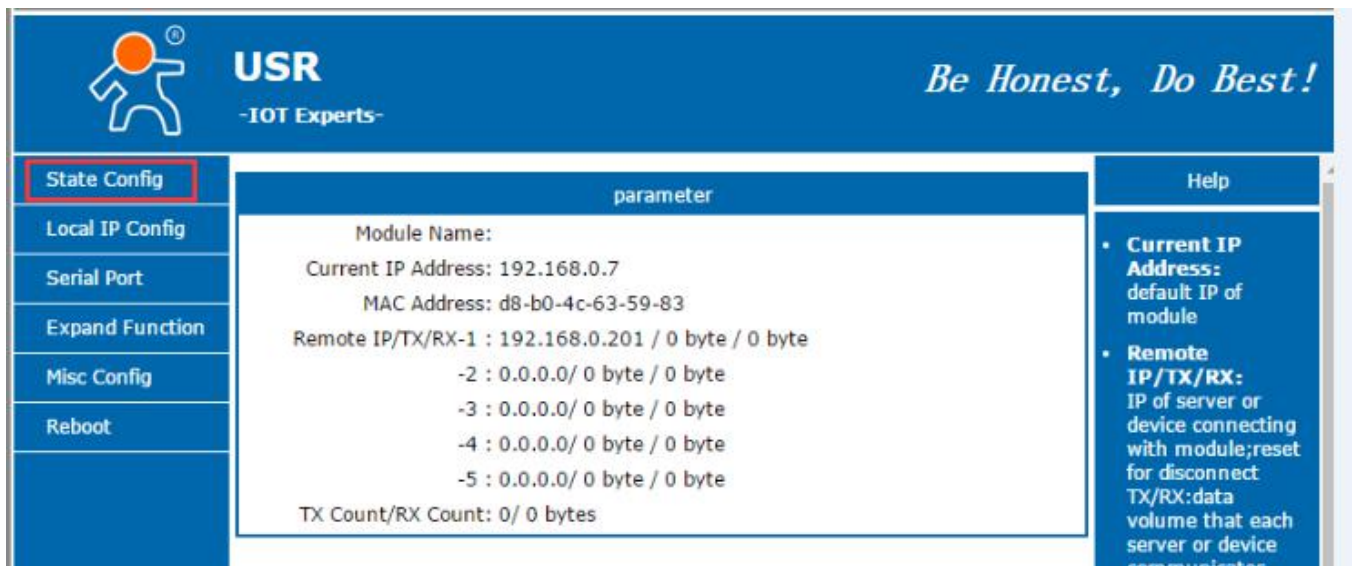 ®
USR
-IOT Experts-
Be Honest, Do Best!
State Config
Local IP Config
Serial Port
Expand Function
Misc Config
Reboot
parameter
Module Name:
Current IP Address: 192.168.0.7
MAC Address: d8-b0-4c-63-59-83
Remote IP/TX/RX-1 : 192.168.0.201 / 0 byte / 0 byte
-2 : 0.0.0.0/ 0 byte / 0 byte
-3 : 0.0.0.0/ 0 byte / 0 byte
-4 : 0.0.0.0/ 0 byte / 0 byte
-5 : 0.0.0.0/ 0 byte / 0 byte
TX Count/RX Count: 0/ 0 bytes
Help
• Current IP
Address:
default IP of
module
• Remote
IP/TX/RX:
IP of server or
device connecting
with module;reset
for disconnect
TX/RX:data
volume that each
server or device